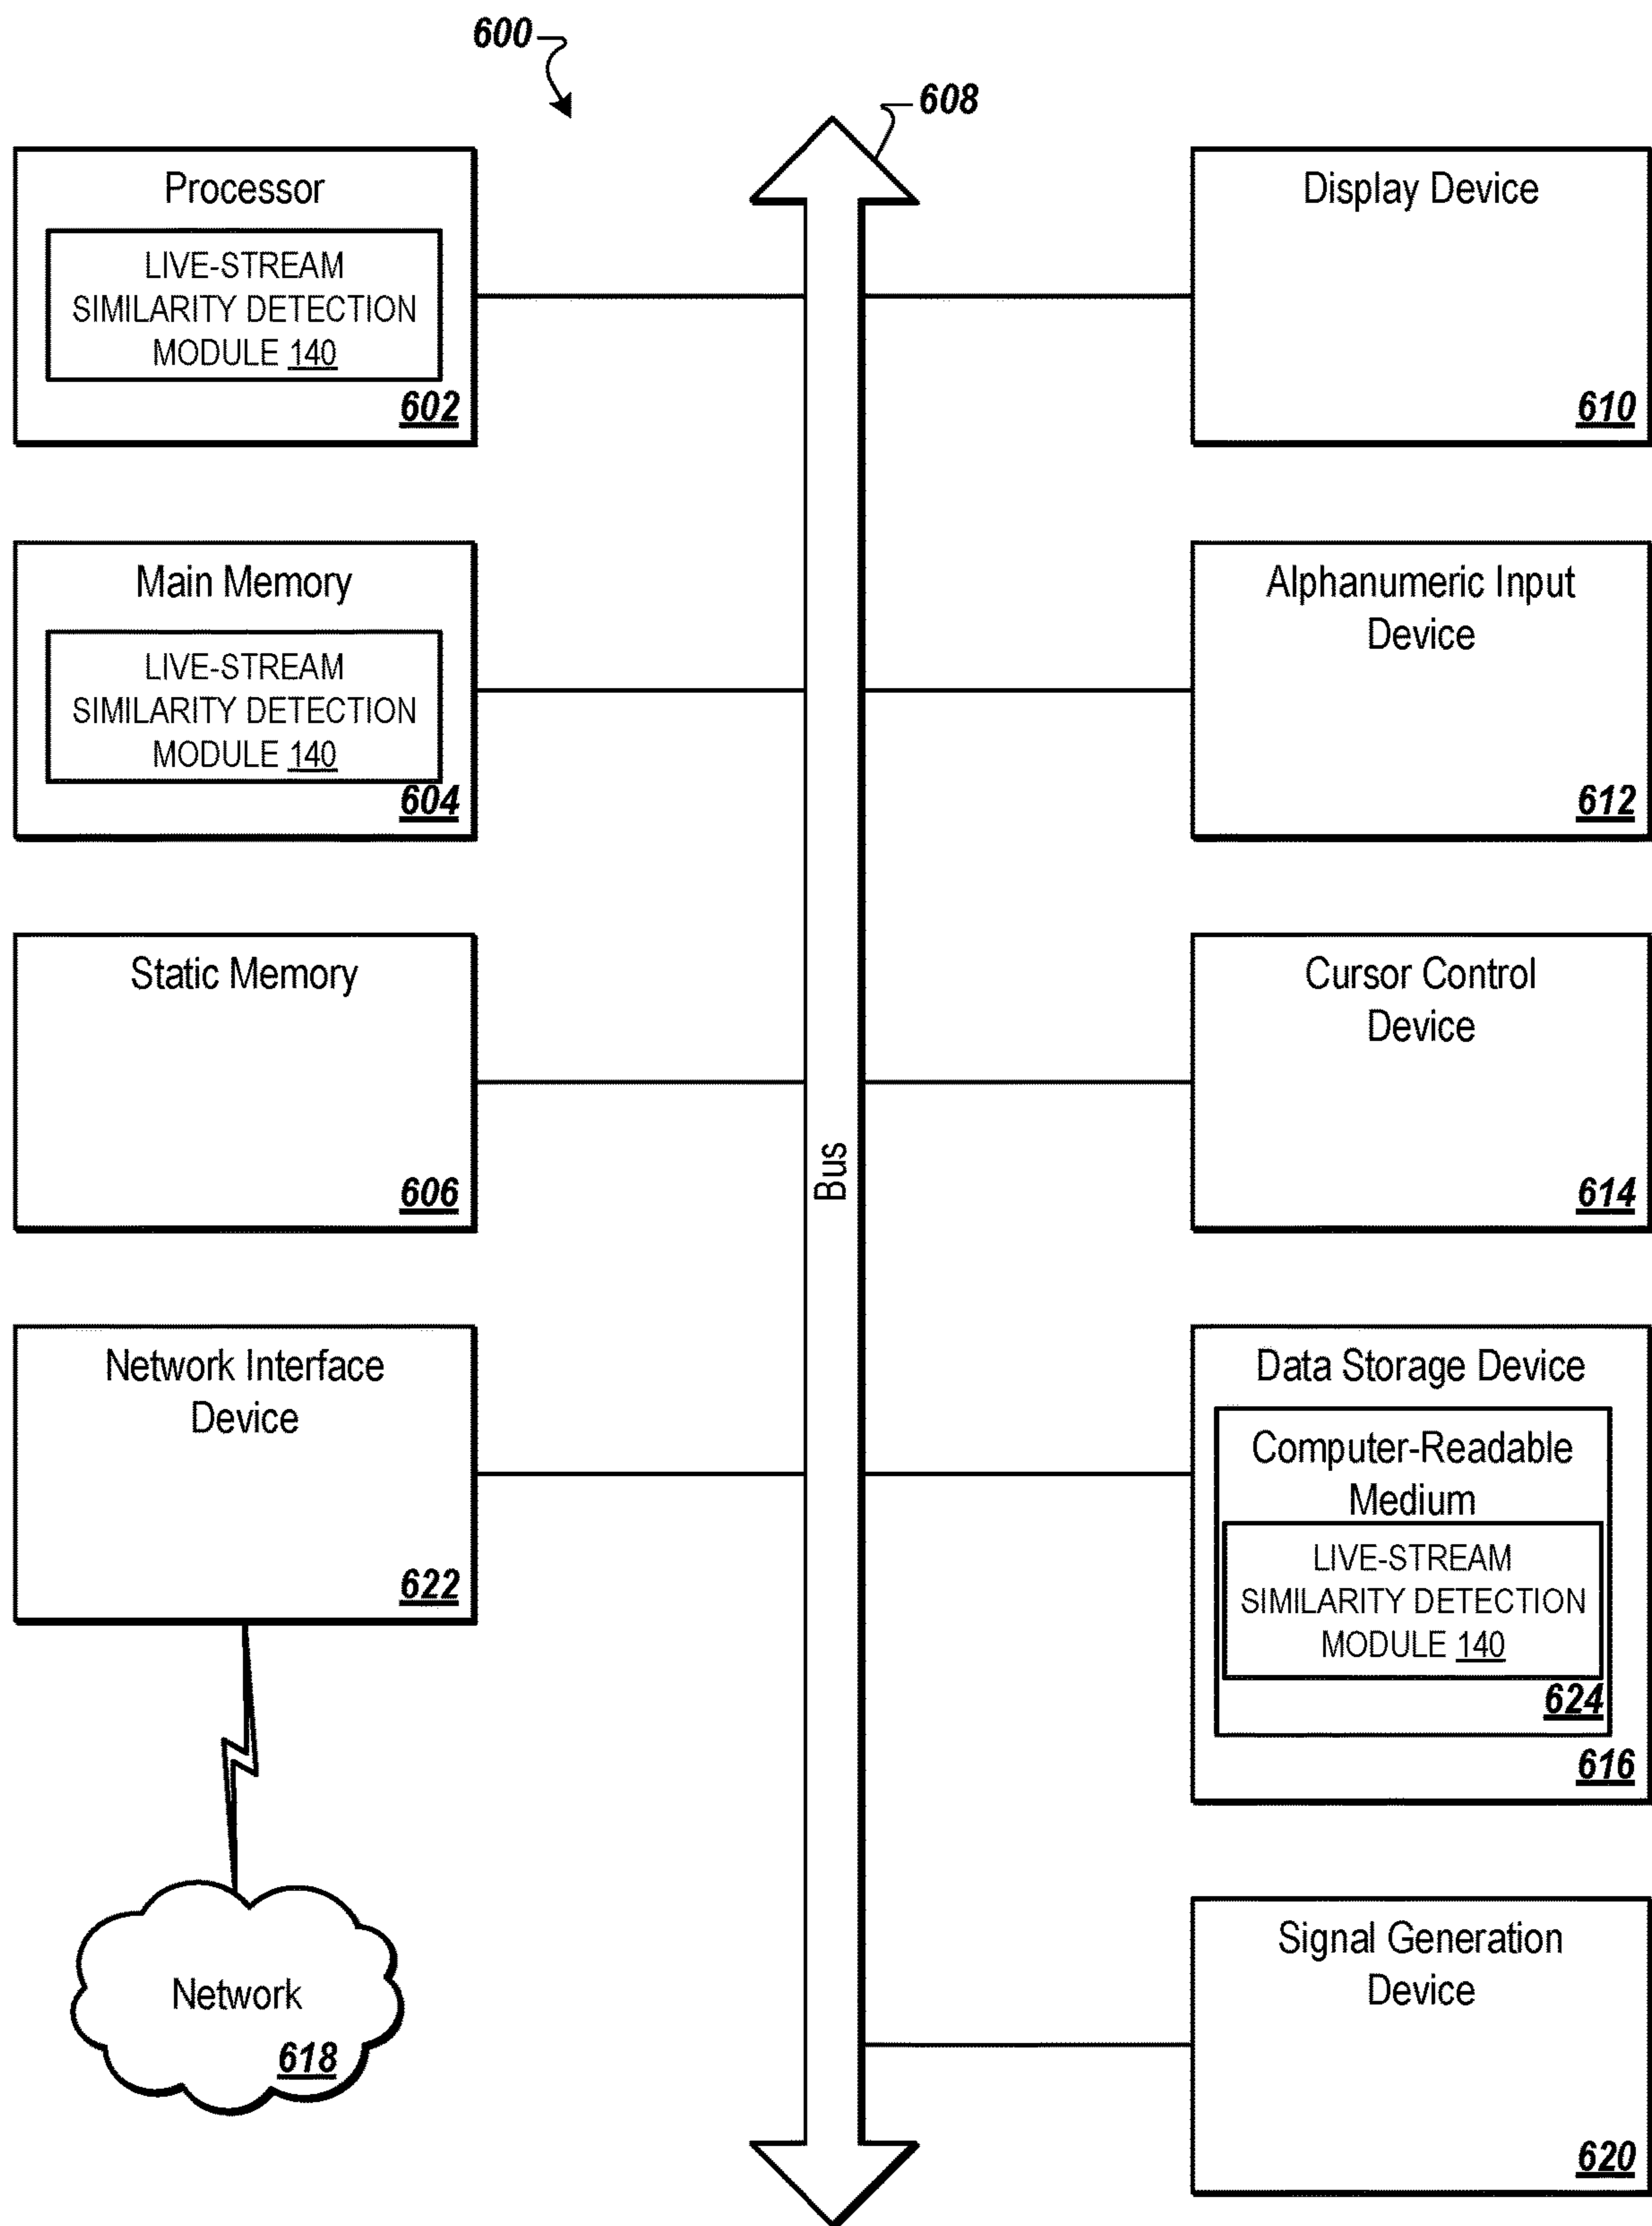 600
608
Processor
LIVE-STREAM
SIMILARITY DETECTION
MODULE 140
602
Display Device
610
Main Memory
LIVE-STREAM
SIMILARITY DETECTION
MODULE 140
604
Alphanumeric Input
Device
612
Static Memory
606
Cursor Control
Device
614
Bus
Network Interface
Device
622
Data Storage Device
Computer-Readable
Medium
LIVE-STREAM
SIMILARITY DETECTION
MODULE 140
624
616
Network
618
Signal Generation
Device
620